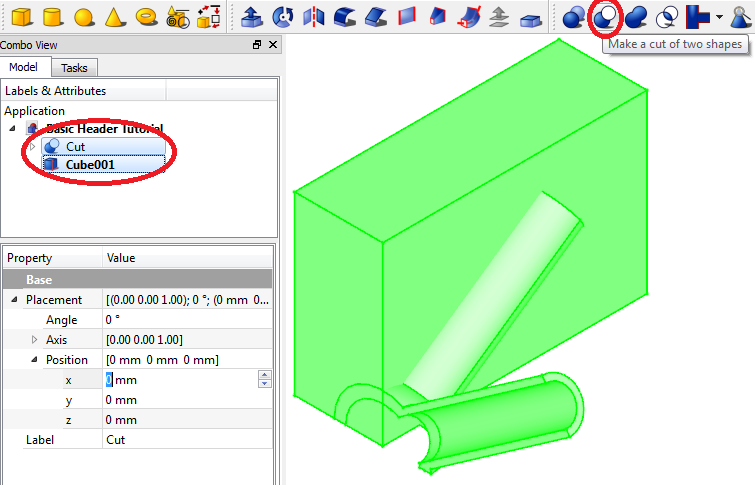 Make a cut of two shapes
Combo View
Model Tasks
Labels & Attributes
Application
Basic Header Tutorial
Cut
Cube001
Property Value
Base
Placement [(0.00 0.00 1.00); 0 °; (0 mm 0...
Angle 0 °
Axis [0.00 0.00 1.00]
Position [0 mm 0 mm 0 mm]
x 0 mm
y 0 mm
z 0 mm
Label Cut